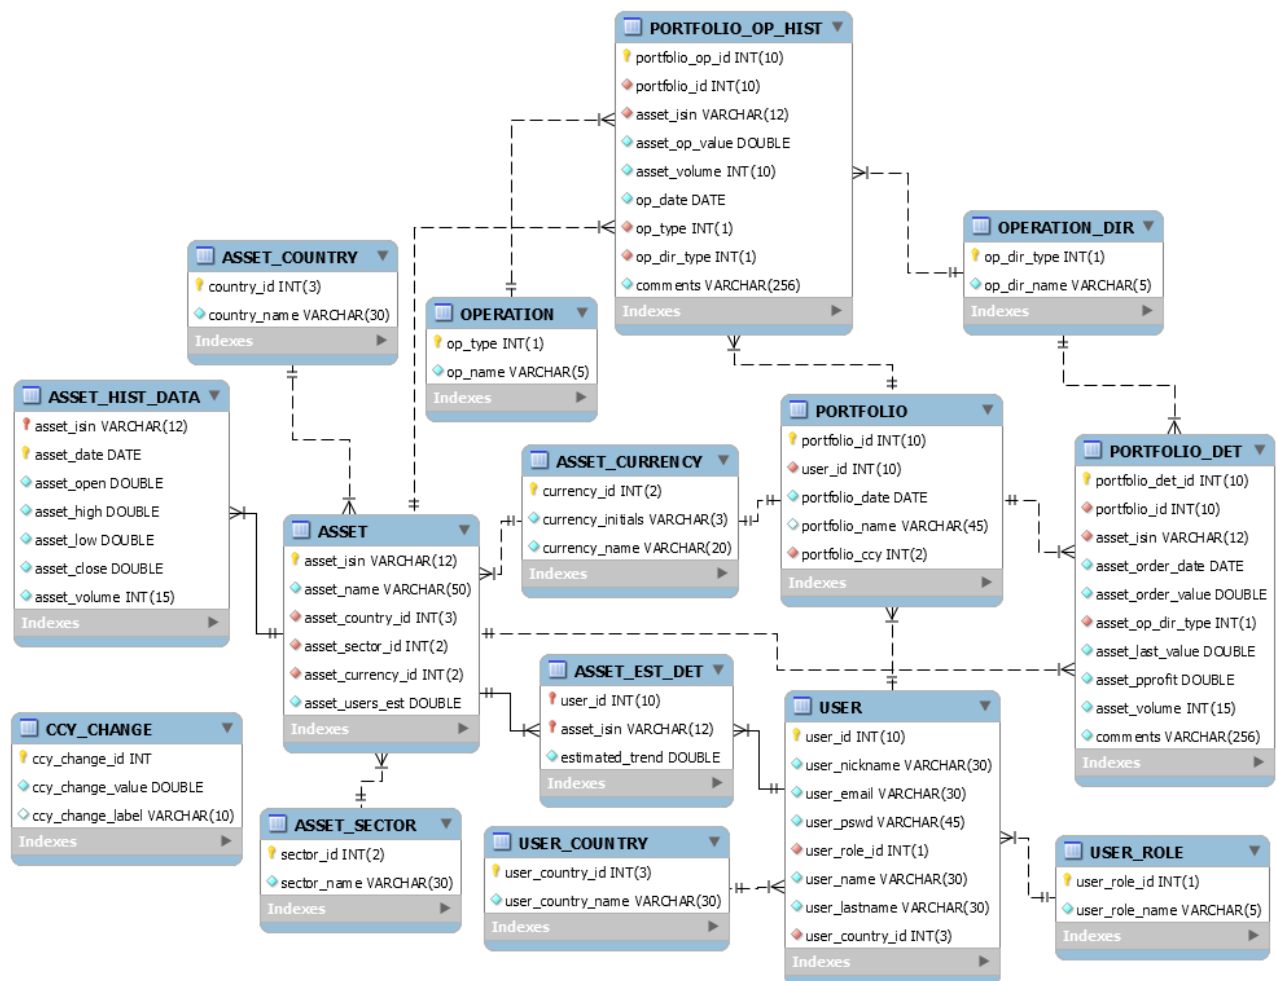 PORTFOLIO_OP_HIST
portfolio_op_id INT(10)
portfolio_id INT(10)
asset_isin VARCHAR(12)
asset_op_value DOUBLE
asset_volume INT(10)
op_date DATE
op_type INT(1)
op_dir_type INT(1)
comments VARCHAR(256)
Indexes
OPERATION_DIR
op_dir_type INT(1)
op_dir_name VARCHAR(5)
Indexes
ASSET_COUNTRY
country_id INT(3)
country_name VARCHAR(30)
Indexes
OPERATION
op_type INT(1)
op_name VARCHAR(5)
Indexes
ASSET_HIST_DATA
asset_isin VARCHAR(12)
asset_date DATE
asset_open DOUBLE
asset_high DOUBLE
asset_low DOUBLE
asset_close DOUBLE
asset_volume INT(15)
Indexes
PORTFOLIO
portfolio_id INT(10)
user_id INT(10)
portfolio_date DATE
portfolio_name VARCHAR(45)
portfolio_ccy INT(2)
Indexes
ASSET_CURRENCY
currency_id INT(2)
currency_initials VARCHAR(3)
currency_name VARCHAR(20)
Indexes
PORTFOLIO_DET
portfolio_det_id INT(10)
portfolio_id INT(10)
asset_isin VARCHAR(12)
asset_order_date DATE
asset_order_value DOUBLE
asset_op_dir_type INT(1)
asset_last_value DOUBLE
asset_pprofit DOUBLE
asset_volume INT(15)
comments VARCHAR(256)
Indexes
ASSET
asset_isin VARCHAR(12)
asset_name VARCHAR(50)
asset_country_id INT(3)
asset_sector_id INT(2)
asset_currency_id INT(2)
asset_users_est DOUBLE
Indexes
ASSET_EST_DET
user_id INT(10)
asset_isin VARCHAR(12)
estimated_trend DOUBLE
Indexes
USER
user_id INT(10)
user_nickname VARCHAR(30)
user_email VARCHAR(30)
user_pswd VARCHAR(45)
user_role_id INT(1)
user_name VARCHAR(30)
user_lastname VARCHAR(30)
user_country_id INT(3)
Indexes
CCY_CHANGE
ccy_change_id INT
ccy_change_value DOUBLE
ccy_change_label VARCHAR(10)
Indexes
ASSET_SECTOR
sector_id INT(2)
sector_name VARCHAR(30)
Indexes
USER_COUNTRY
user_country_id INT(3)
user_country_name VARCHAR(30)
Indexes
USER_ROLE
user_role_id INT(1)
user_role_name VARCHAR(5)
Indexes